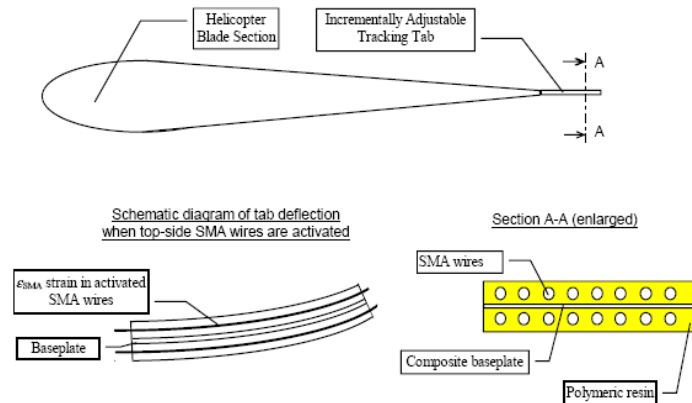 Helicopter
Blade Section
Incrementally Adjustable
Tracking Tab
A
A
Schematic diagram of tab deflection
when top-side SMA wires are activated
Section A-A (enlarged)
SMA wires
εSMA strain in activated
SMA wires
Baseplate
Composite baseplate
Polymeric resin